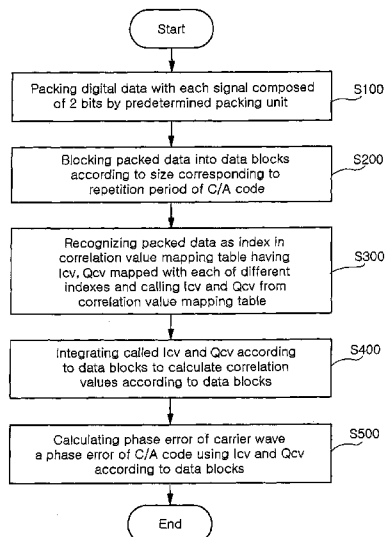 Start
Packing digital data with each signal composed
of 2 bits by predetermined packing unit
S100
Blocking packed data into data blocks
according to size corresponding to
repetition period of C/A code
S200
Recognizing packed data as index in
correlation value mapping table having
Icv, Qcv mapped with each of different
indexes and calling Icv and Qcv from
correlation value mapping table
S300
Integrating called Icv and Qcv according
to data blocks to calculate correlation
values according to data blocks
S400
Calculating phase error of carrier wave
a phase error of C/A code using Icv and Qcv
according to data blocks
S500
End